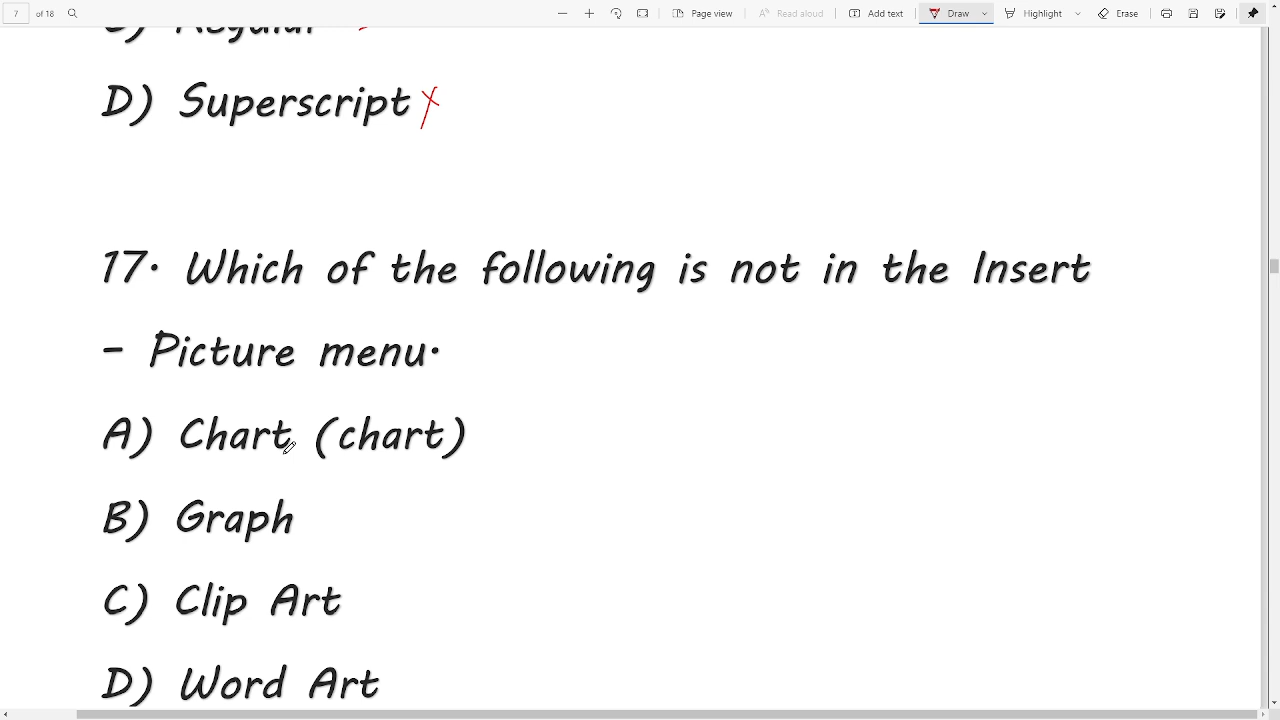 7 of 18 Page view Read aloud Add text Draw Highlight Erase
Regular
D) Superscript
17. Which of the following is not in the Insert
- Picture menu.
A) Chart (chart)
B) Graph
C) Clip Art
D) Word Art